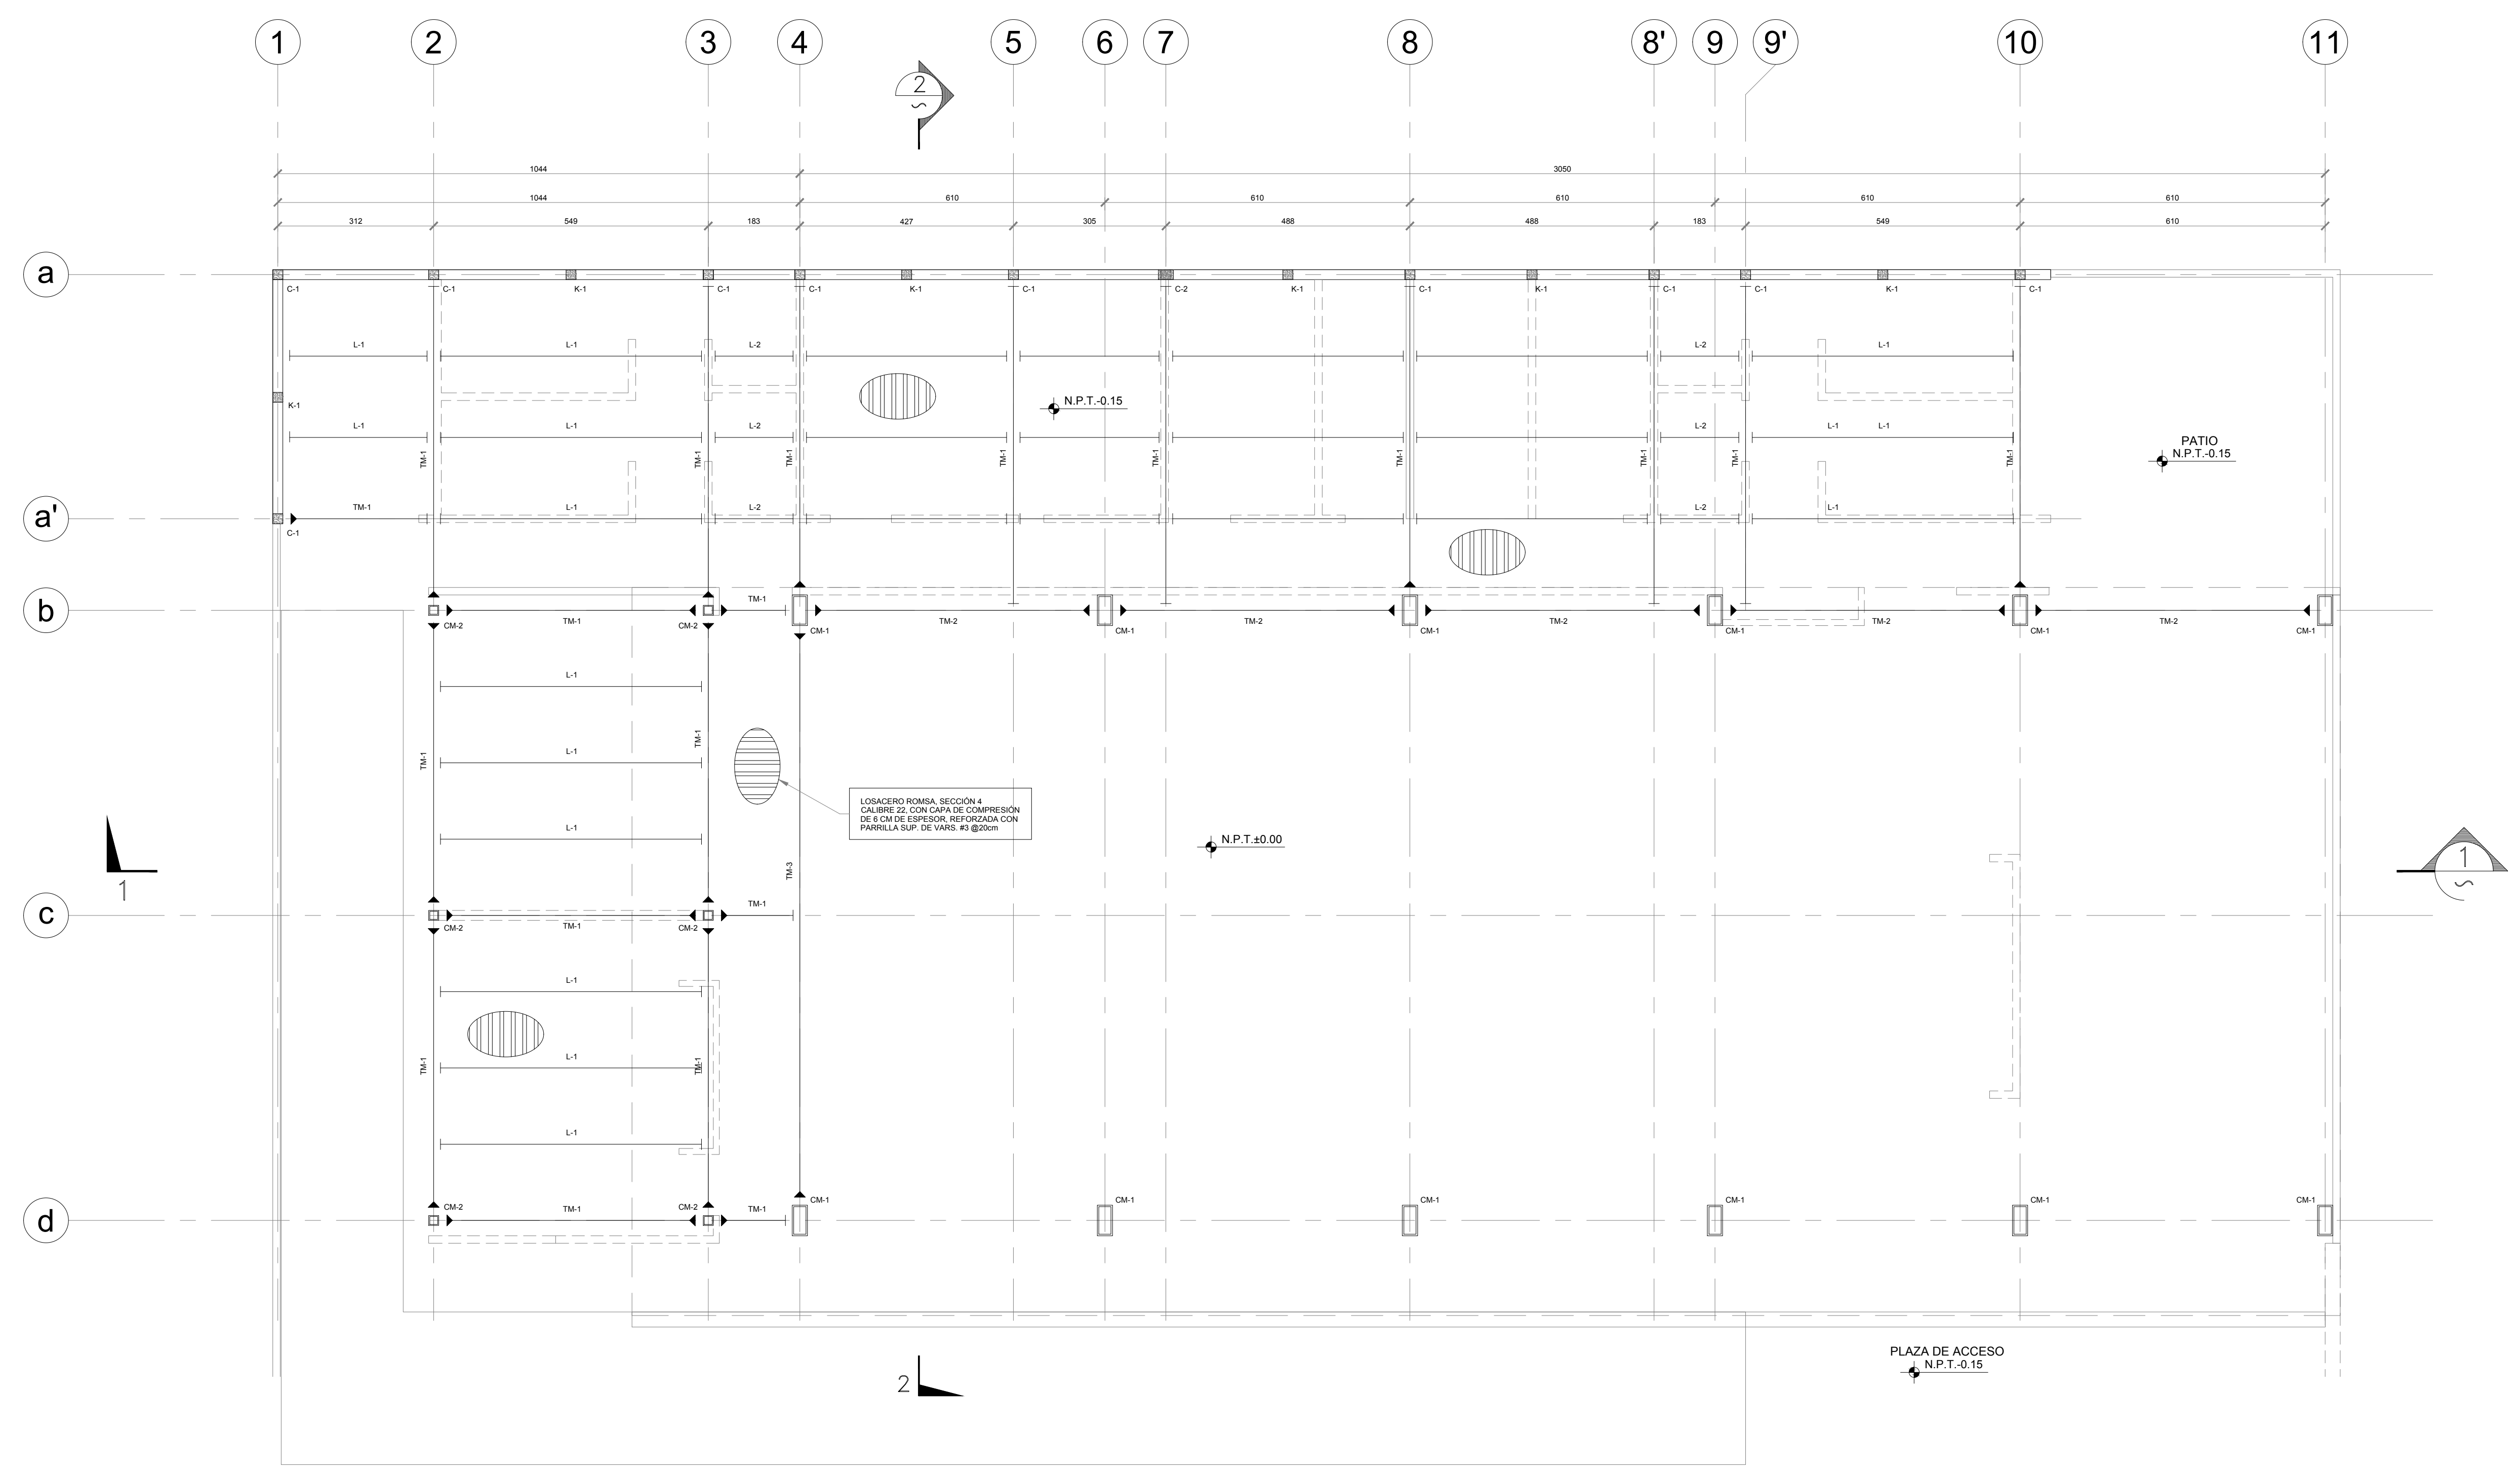 1 2 3 4 5 6 7 8 8' 9 9' 10 11
2
1044 3050
1044 610 610 610 610 610
312 549 183 427 305 488 488 183 549 610
a
C-1 C-1 K-1 C-1 C-1 K-1 C-1 C-2 K-1 C-1 K-1 C-1 C-1 K-1 C-1
L-1 L-1 L-2 L-2 L-1
K-1
N.P.T.-0.15
L-1 L-1 L-2 L-2 L-1 L-1
PATIO
N.P.T.-0.15
TM-1 TM-1 TM-1 TM-1 TM-1 TM-1 TM-1 TM-1 TM-1
a'
TM-1 L-1 L-2 L-2 L-1
C-1
b
TM-1
CM-2 TM-1 CM-2 CM-1 TM-2 CM-1 TM-2 CM-1 TM-2 CM-1 TM-2 CM-1 TM-2 CM-1
L-1
TM-1 L-1 TM-1
LOSACERO ROMSA, SECCIÓN 4
CALIBRE 22, CON CAPA DE COMPRESIÓN
DE 6 CM DE ESPESOR, REFORZADA CON
PARRILLA SUP. DE VARS. #3 @20cm
L-1
N.P.T.±0.00
TM-3
1 1
c
TM-1
CM-2 TM-1 CM-2
L-1
TM-1 L-1 TM-1
L-1
d
CM-2 TM-1 CM-2 TM-1 CM-1 CM-1 CM-1 CM-1 CM-1 CM-1
PLAZA DE ACCESO
N.P.T.-0.15
2